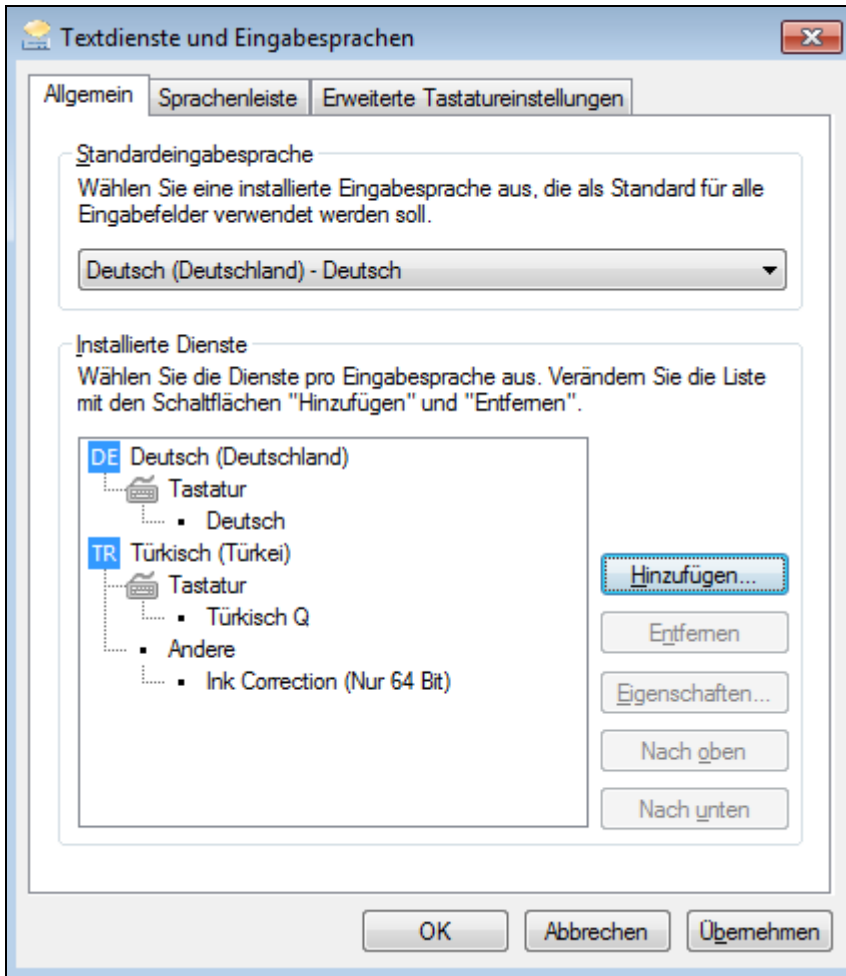 Textdienste und Eingabesprachen
Allgemein Sprachenleiste Erweiterte Tastatureinstellungen
Standardeingabesprache
Wählen Sie eine installierte Eingabesprache aus, die als Standard für alle
Eingabefelder verwendet werden soll.
Deutsch (Deutschland) - Deutsch
Installierte Dienste
Wählen Sie die Dienste pro Eingabesprache aus. Verändern Sie die Liste
mit den Schaltflächen "Hinzufügen" und "Entfernen".
DE Deutsch (Deutschland)
Tastatur
Deutsch
TR Türkisch (Türkei)
Tastatur
Türkisch Q
Andere
Ink Correction (Nur 64 Bit)
Hinzufügen...
Entfernen
Eigenschaften...
Nach oben
Nach unten
OK Abbrechen Übernehmen